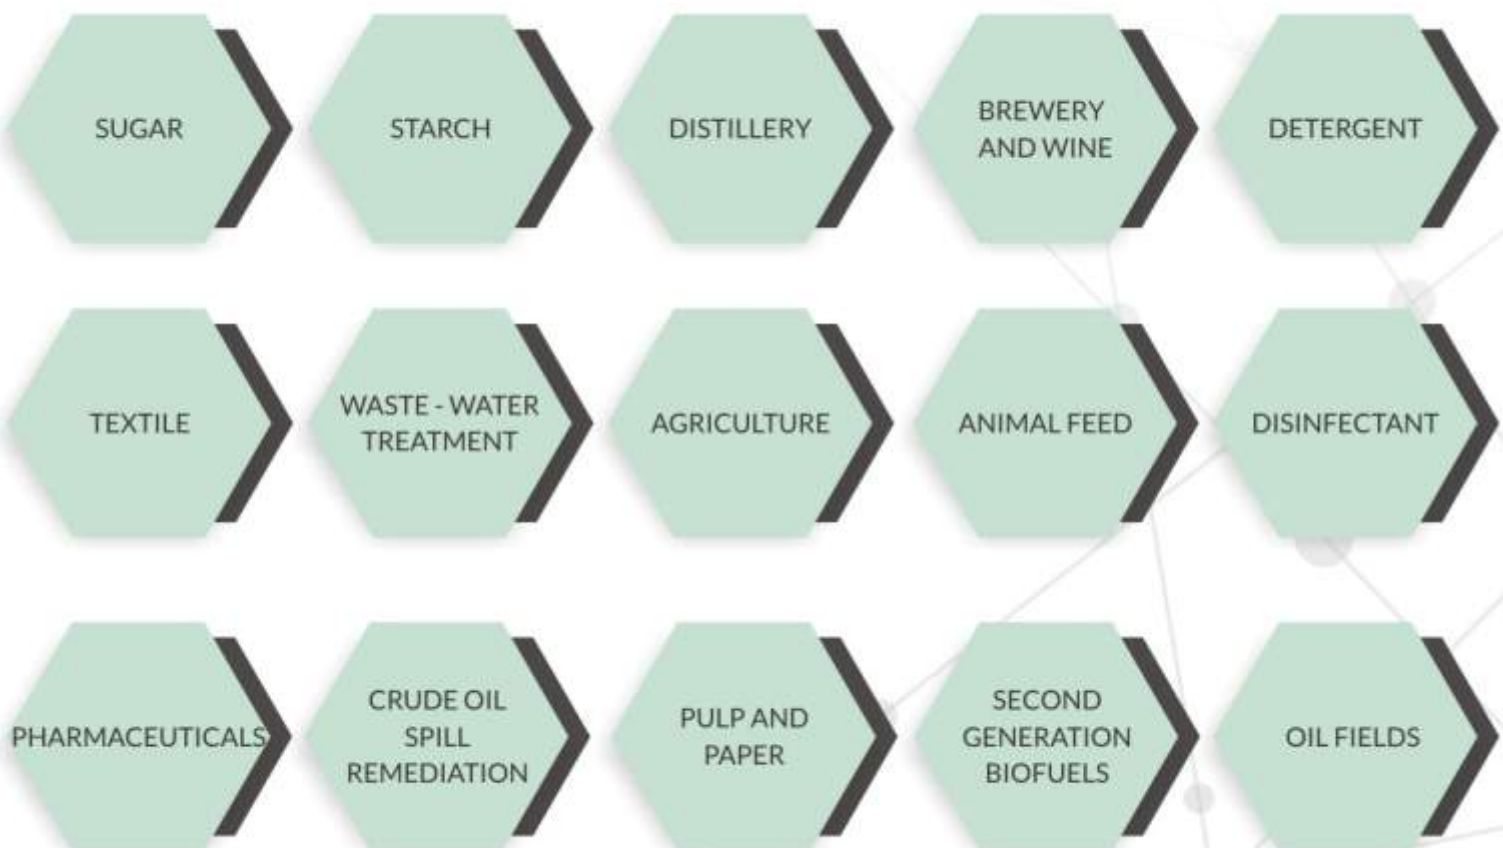 SUGAR
STARCH
DISTILLERY
BREWERY
AND WINE
DETERGENT
TEXTILE
WASTE - WATER
TREATMENT
AGRICULTURE
ANIMAL FEED
DISINFECTANT
PHARMACEUTICALS
CRUDE OIL
SPILL
REMEDIATION
PULP AND
PAPER
SECOND
GENERATION
BIOFUELS
OIL FIELDS